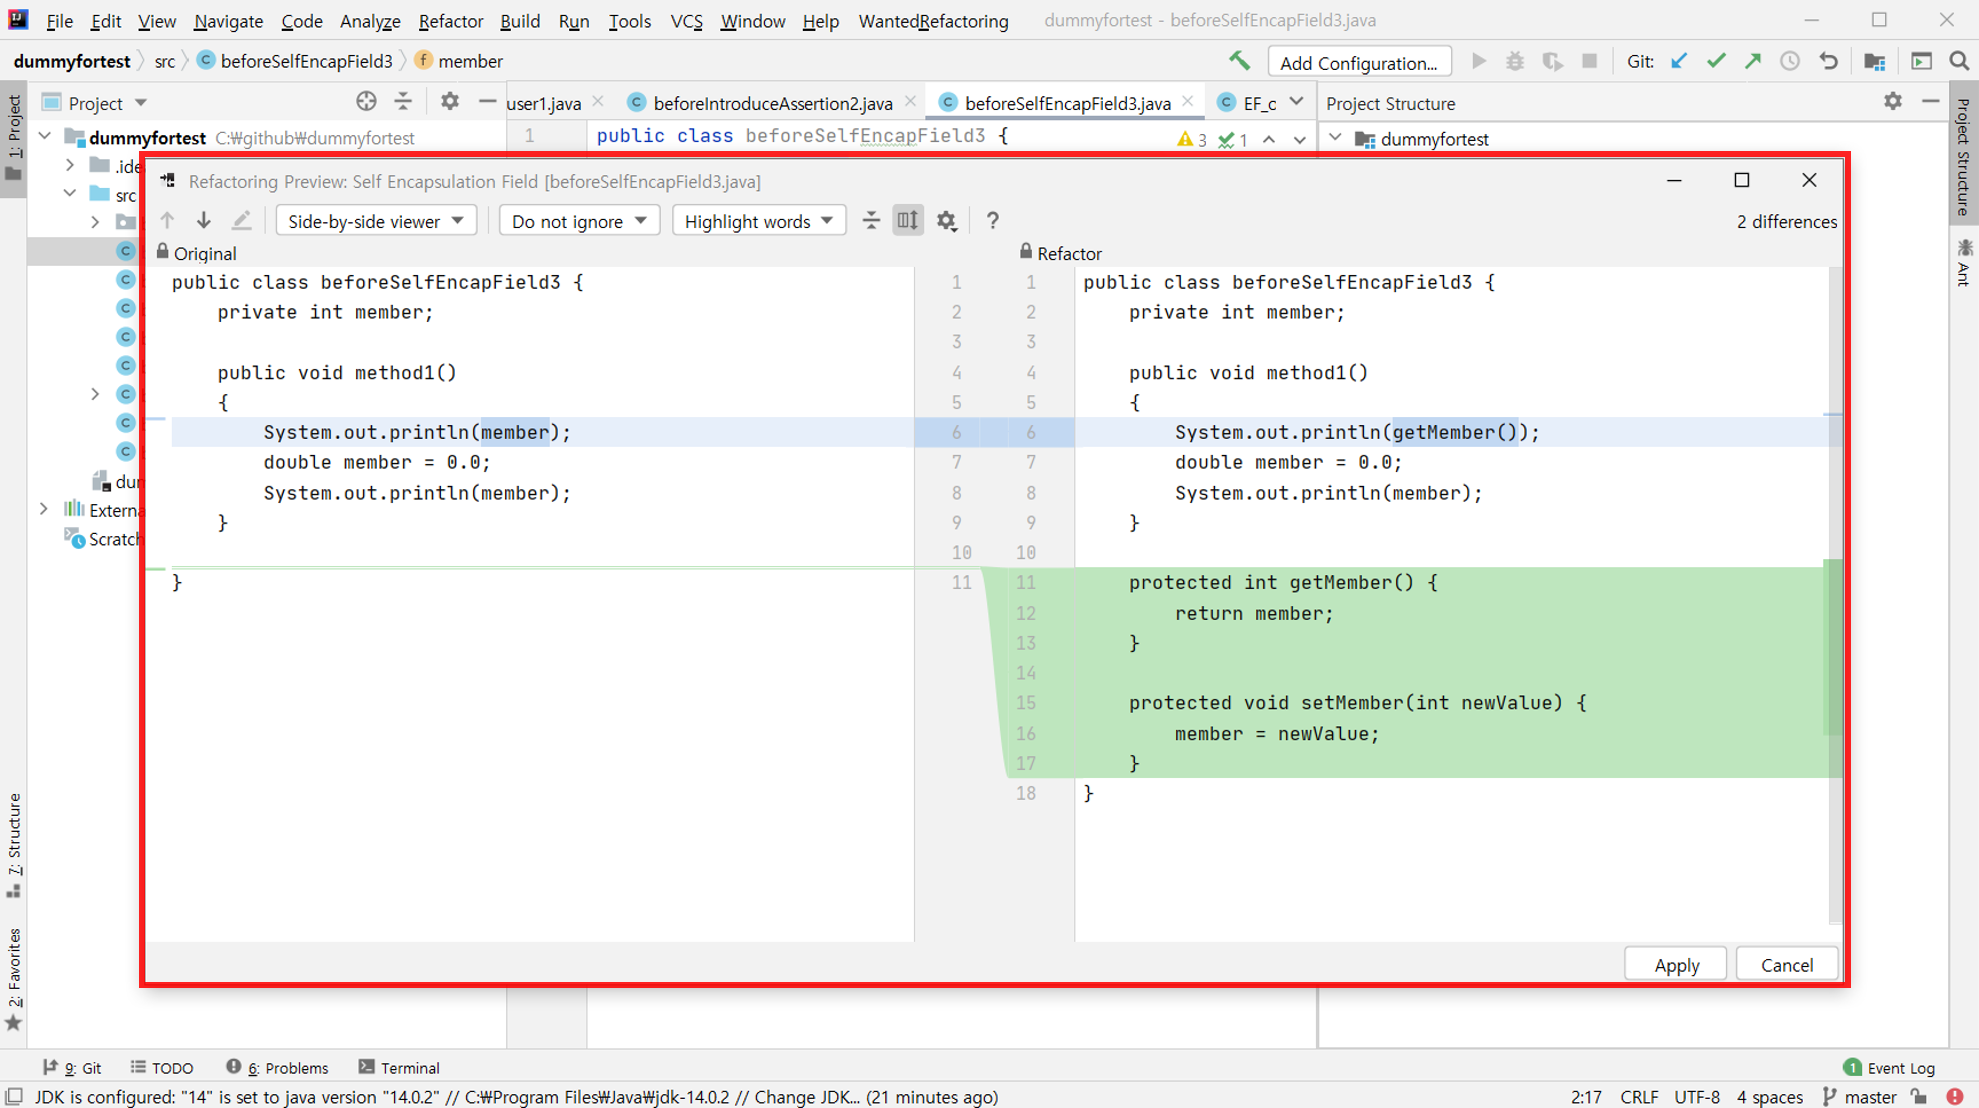 File Edit View Navigate Code Analyze Refactor Build Run Tools VCS Window Help WantedRefactoring dummyfortest - beforeSelfEncapField3.java
dummyfortest src beforeSelfEncapField3 member Add Configuration... Git:
Project user1.java beforeIntroduceAssertion2.java beforeSelfEncapField3.java EF_c Project Structure
dummyfortest C:₩github₩dummyfortest 1 public class beforeSelfEncapField3 { 3 1 dummyfortest
.ide
src
Refactoring Preview: Self Encapsulation Field [beforeSelfEncapField3.java]
Side-by-side viewer Do not ignore Highlight words ? 2 differences
Original Refactor
public class beforeSelfEncapField3 { 1 1 public class beforeSelfEncapField3 {
private int member; 2 2 private int member;
3 3
public void method1() 4 4 public void method1()
{ 5 5 {
System.out.println(member); 6 6 System.out.println(getMember());
double member = 0.0; 7 7 double member = 0.0;
System.out.println(member); 8 8 System.out.println(member);
} 9 9 }
10 10
} 11 11 protected int getMember() {
12 return member;
13 }
14
15 protected void setMember(int newValue) {
16 member = newValue;
17 }
18 }
Apply Cancel
dum
Externa
Scratch
1: Project
7: Structure
2: Favorites
Project Structure
Ant
9: Git TODO 6: Problems Terminal 1 Event Log
JDK is configured: "14" is set to java version "14.0.2" // C:₩Program Files₩Java₩jdk-14.0.2 // Change JDK... (21 minutes ago) 2:17 CRLF UTF-8 4 spaces master